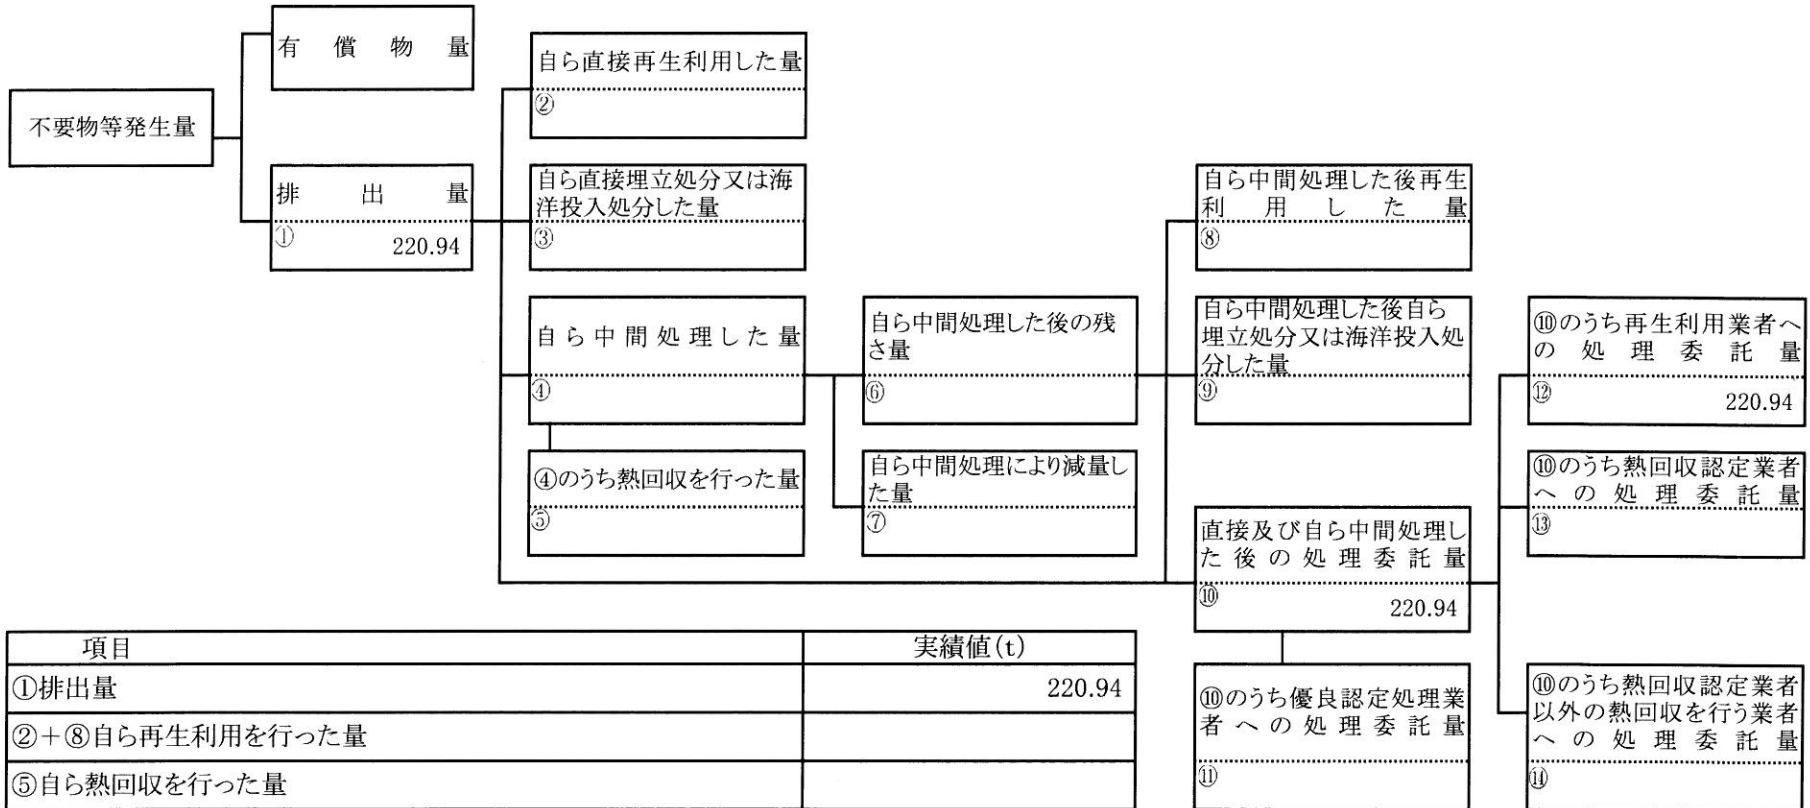 有償物量
不要物等発生量
排出量
①
220.94
自ら直接再生利用した量
②
自ら直接埋立処分又は海
洋投入処分した量
③
自ら中間処理した量
④
④のうち熱回収を行った量
⑤
自ら中間処理した後の残
さ量
⑥
自ら中間処理により減量し
た量
⑦
自ら中間処理した後再生
利用した量
⑧
自ら中間処理した後自ら
埋立処分又は海洋投入処
分した量
⑨
直接及び自ら中間処理し
た後の処理委託量
⑩
220.94
⑩のうち優良認定処理業
者への処理委託量
⑪
⑩のうち再生利用業者へ
の処理委託量
⑫
220.94
⑩のうち熱回収認定業者
への処理委託量
⑬
⑩のうち熱回収認定業者
以外の熱回収を行う業者
への処理委託量
⑭
項目 実績値(t)
①排出量 220.94
②+⑧自ら再生利用を行った量
⑤自ら熱回収を行った量